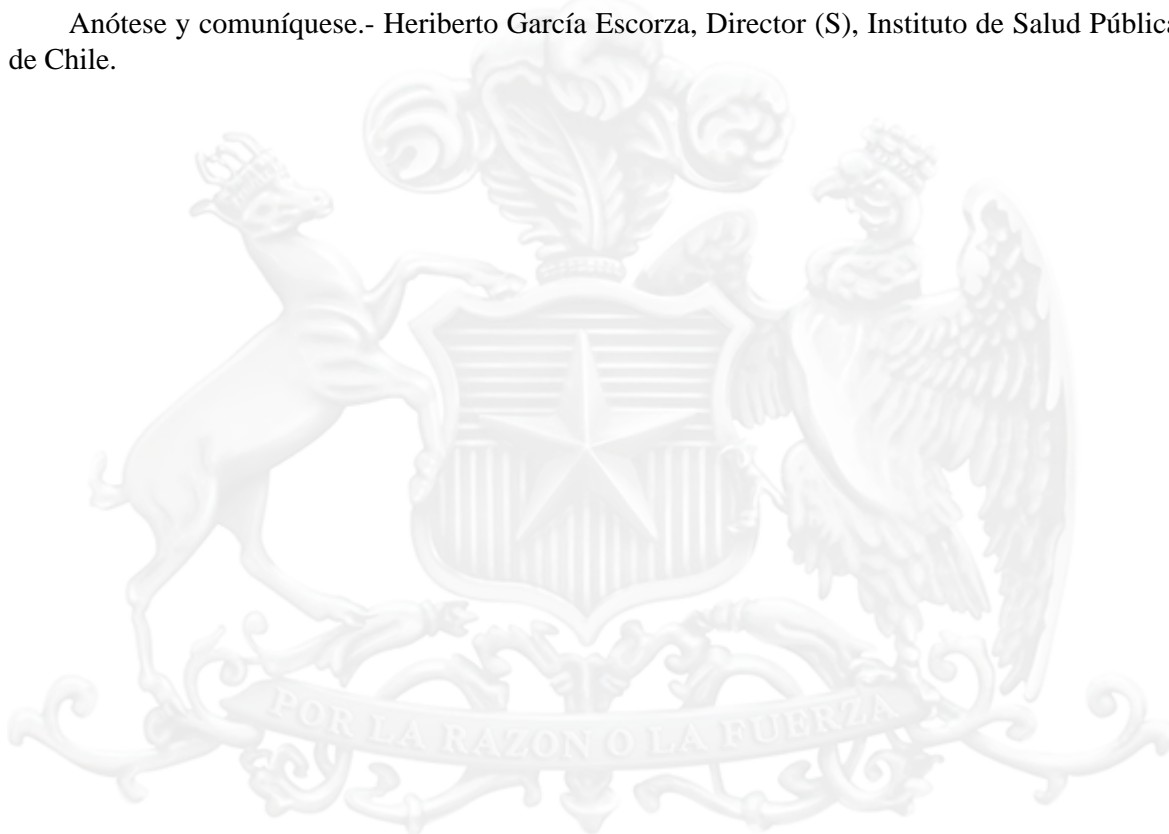 Anótese y comuníquese.- Heriberto García Escorza, Director (S), Instituto de Salud Pública
de Chile.
POR LA RAZON O LA FUERZA